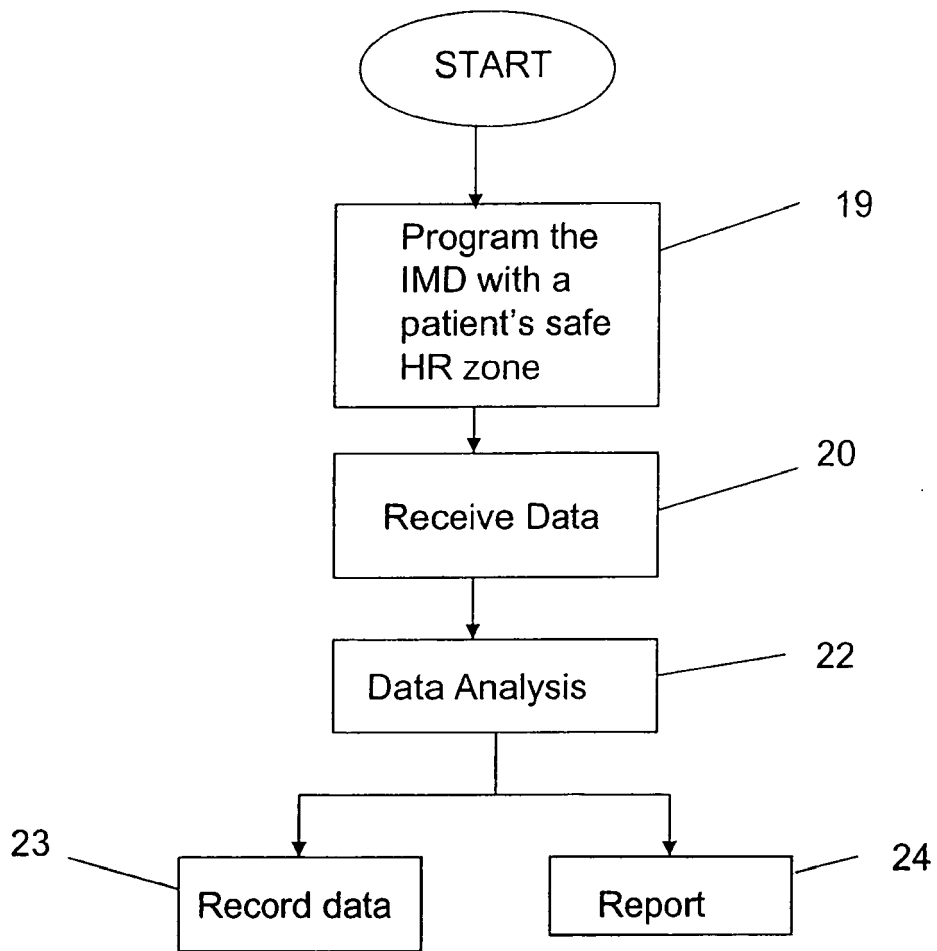 START
19
Program the
IMD with a
patient's safe
HR zone
20
Receive Data
22
Data Analysis
23
Record data
24
Report